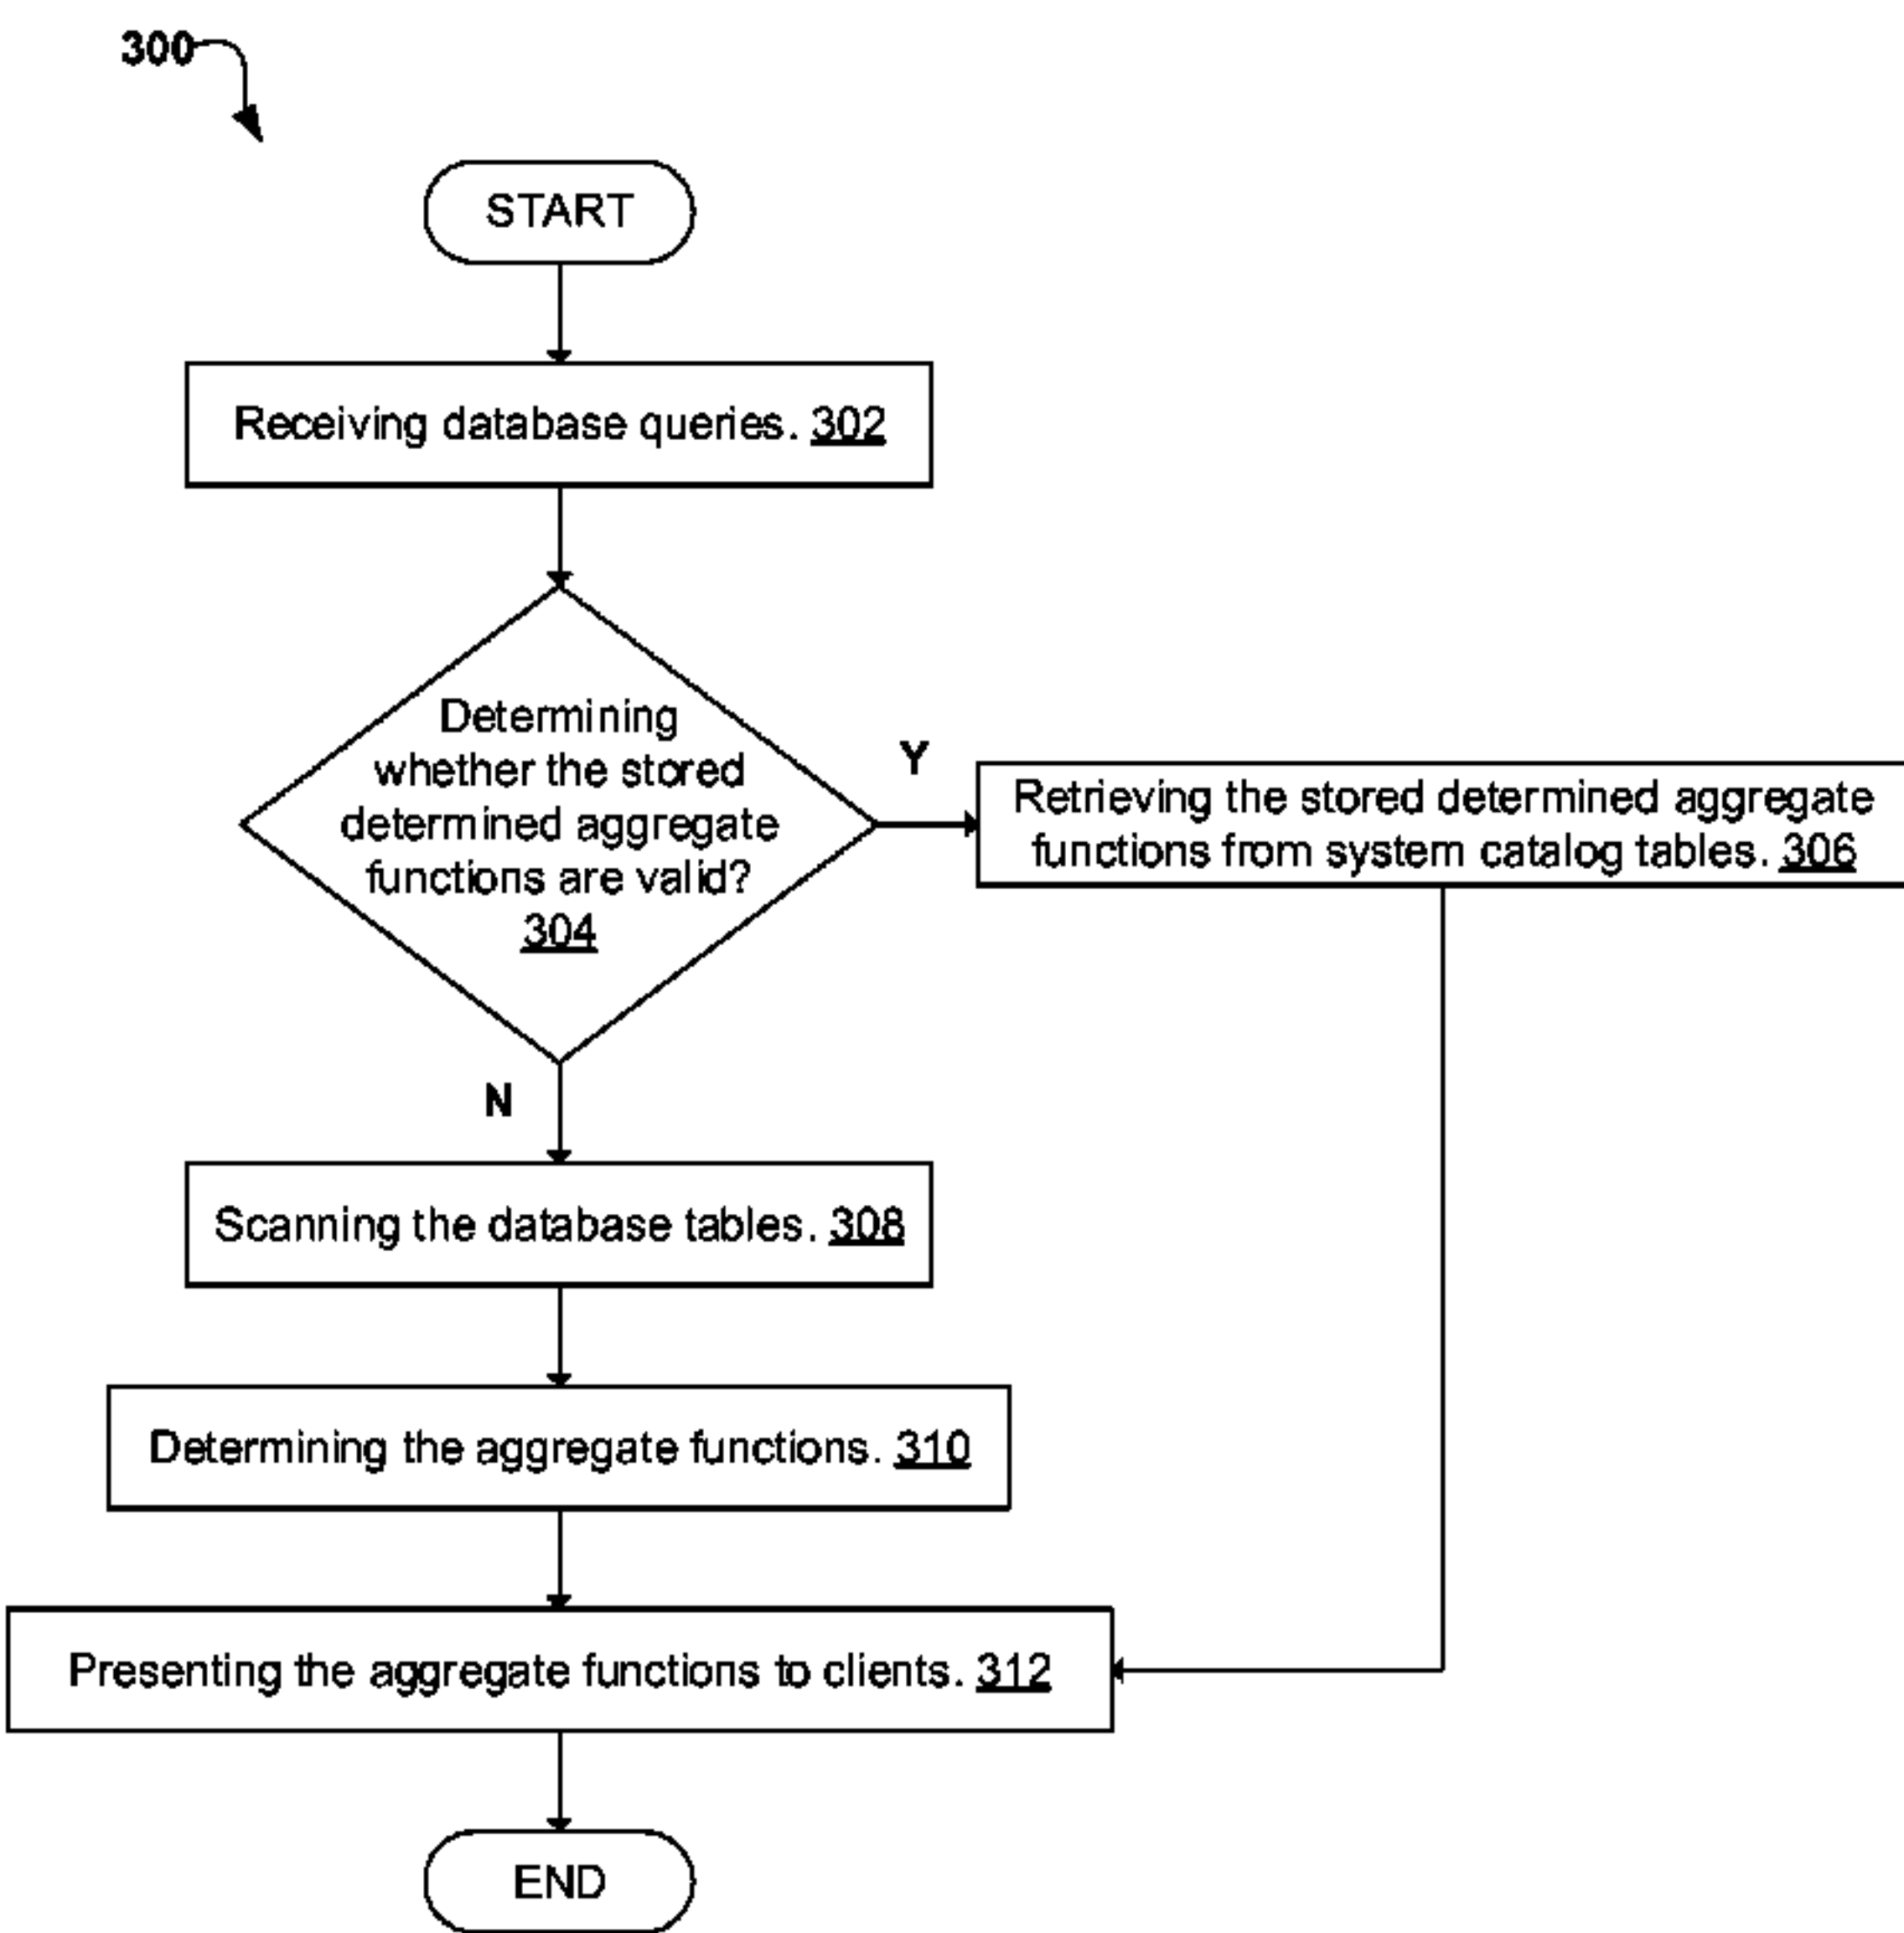 300
START
Receiving database queries. 302
Determining
whether the stored
determined aggregate
functions are valid?
304
Y
Retrieving the stored determined aggregate
functions from system catalog tables. 306
N
Scanning the database tables. 308
Determining the aggregate functions. 310
Presenting the aggregate functions to clients. 312
END